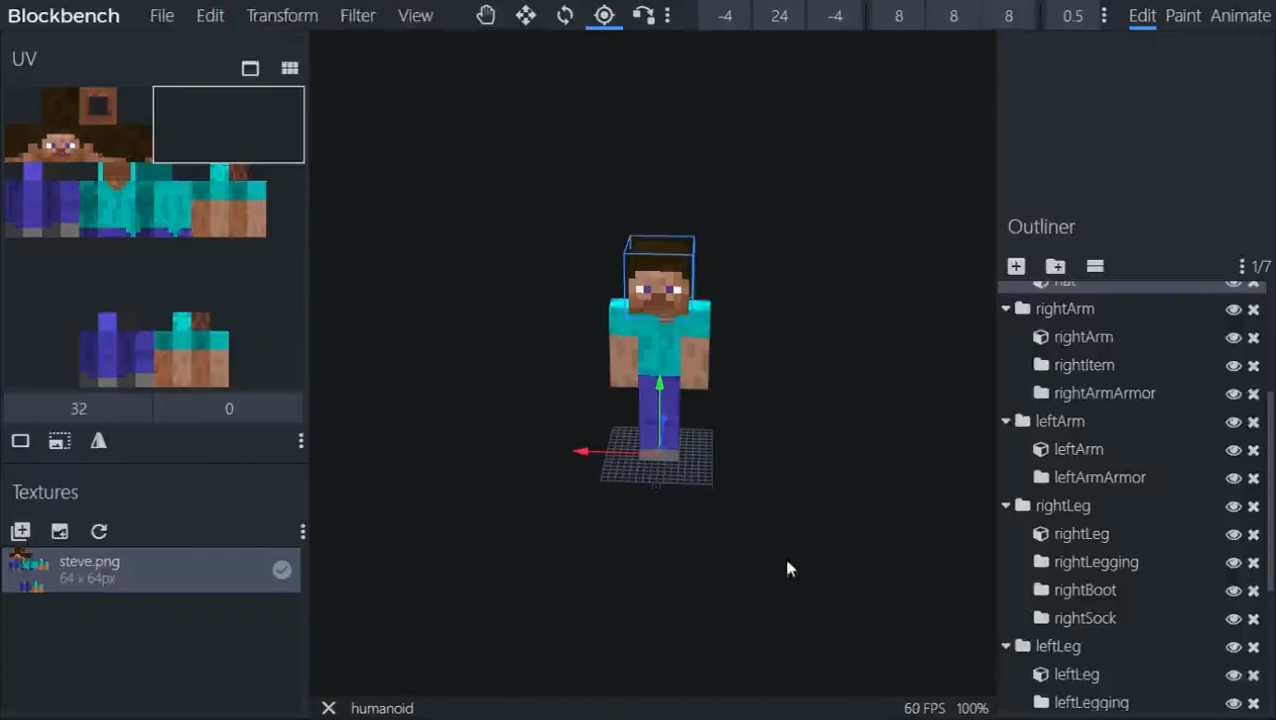 Blockbench File Edit Transform Filter View -4 24 -4 8 8 8 0.5 Edit Paint Animate
UV
32 0
Textures
steve.png
64 x 64px
Outliner
1/7
hat
rightArm
rightArm
rightItem
rightArmArmor
leftArm
leftArm
leftArmArmor
rightLeg
rightLeg
rightLegging
rightBoot
rightSock
leftLeg
leftLeg
leftLegging
humanoid 60 FPS 100%